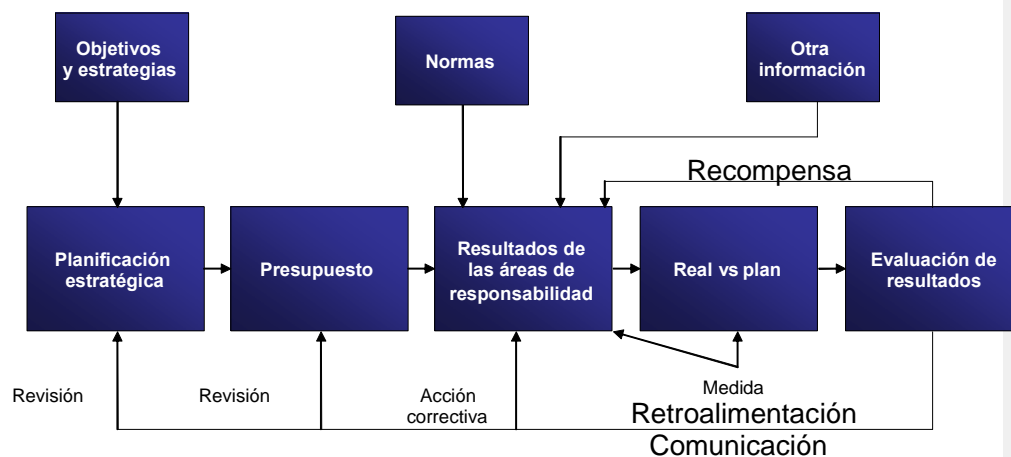 Objetivos
y estrategias
Normas
Otra
información
Recompensa
Planificación
estratégica
Presupuesto
Resultados de
las áreas de
responsabilidad
Real vs plan
Evaluación de
resultados
Revisión
Revisión
Acción
correctiva
Medida
Retroalimentación
Comunicación